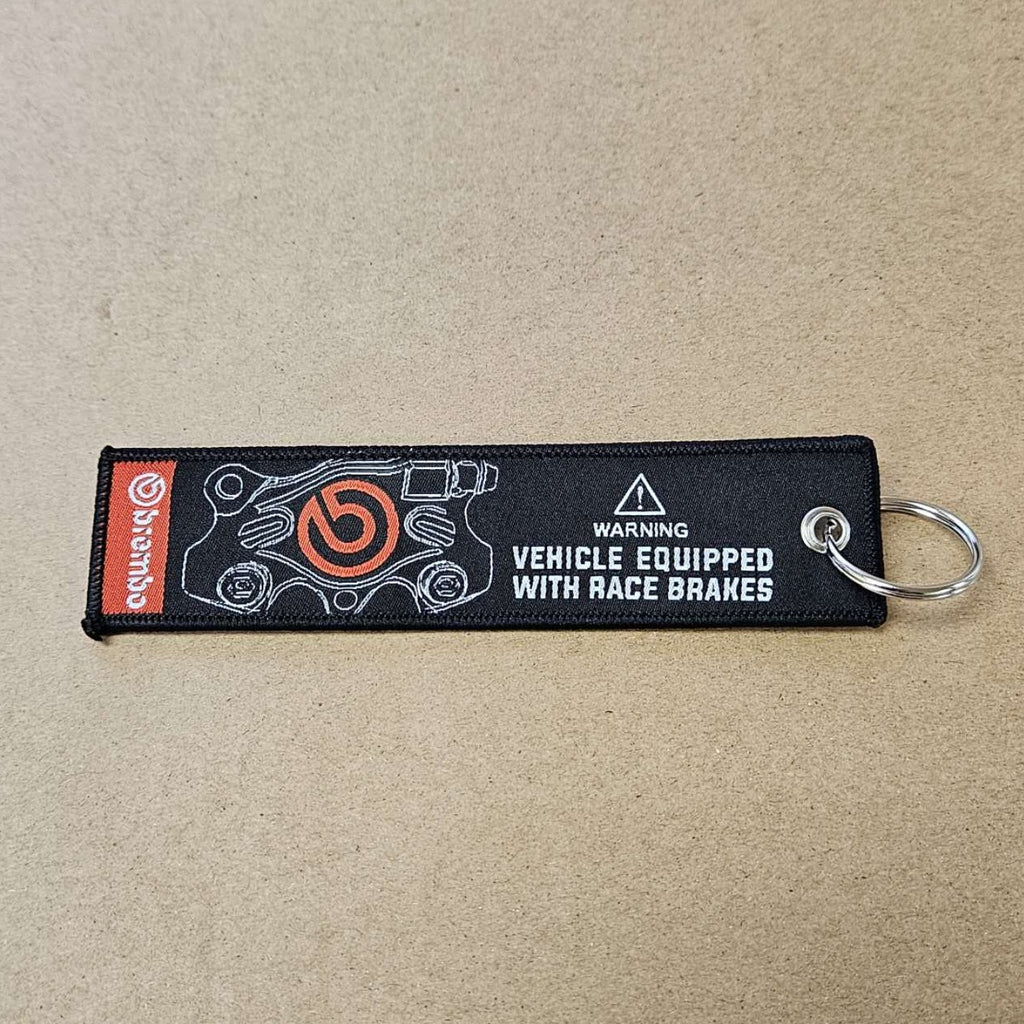 brembo
WARNING
VEHICLE EQUIPPED
WITH RACE BRAKES